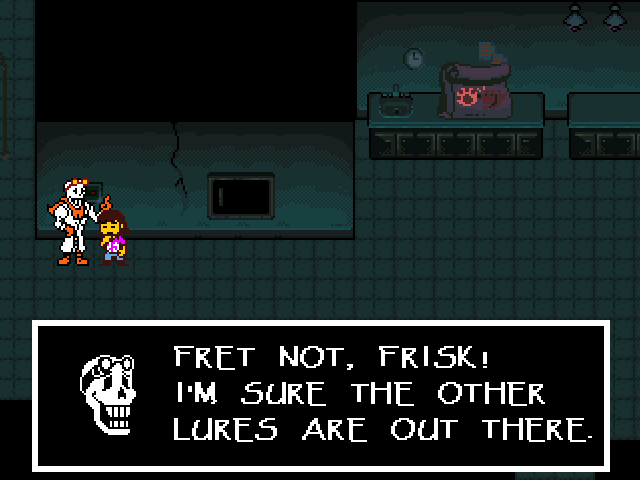 FRET NOT, FRISK!
I'M SURE THE OTHER
LURES ARE OUT THERE.